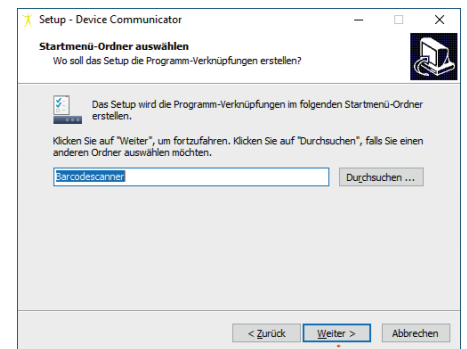 Setup - Device Communicator
Startmenü-Ordner auswählen
Wo soll das Setup die Programm-Verknüpfungen erstellen?
Das Setup wird die Programm-Verknüpfungen im folgenden Startmenü-Ordner
erstellen.
Klicken Sie auf "Weiter", um fortzufahren. Klicken Sie auf "Durchsuchen", falls Sie einen
anderen Ordner auswählen möchten.
Barcodescanner
Durchsuchen ...
< Zurück
Weiter >
Abbrechen